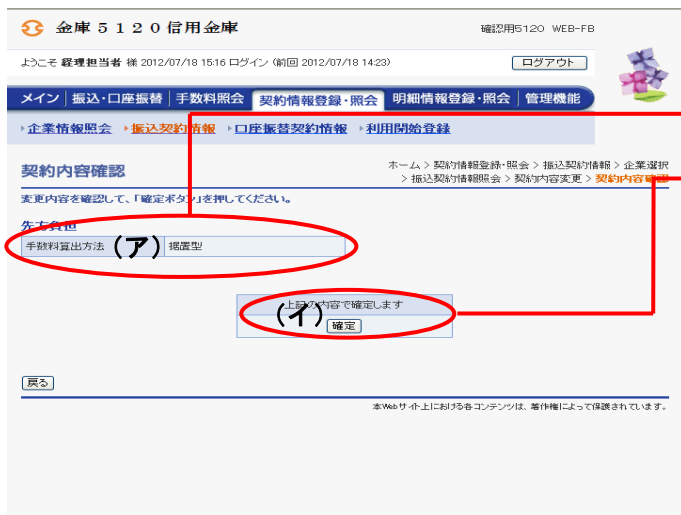 金庫５１２０信用金庫
確認用5120 WEB-FB
ようこそ 経理担当者 様 2012/07/18 15:16 ログイン (前回 2012/07/18 14:23)
ログアウト
メイン 振込・口座振替 手数料照会 契約情報登録・照会 明細情報登録・照会 管理機能
企業情報照会 振込契約情報 口座振替契約情報 利用開始登録
契約内容確認
ホーム > 契約情報登録・照会 > 振込契約情報 > 企業選択
> 振込契約情報照会 > 契約内容変更 > 契約内容確認
変更内容を確認して、「確定ボタン」を押してください。
先方負担
手数料算出方法 （ア） 据置型
上記の内容で確定します
（イ） 確定
戻る
本Webサイト上における各コンテンツは、著作権によって保護されています。